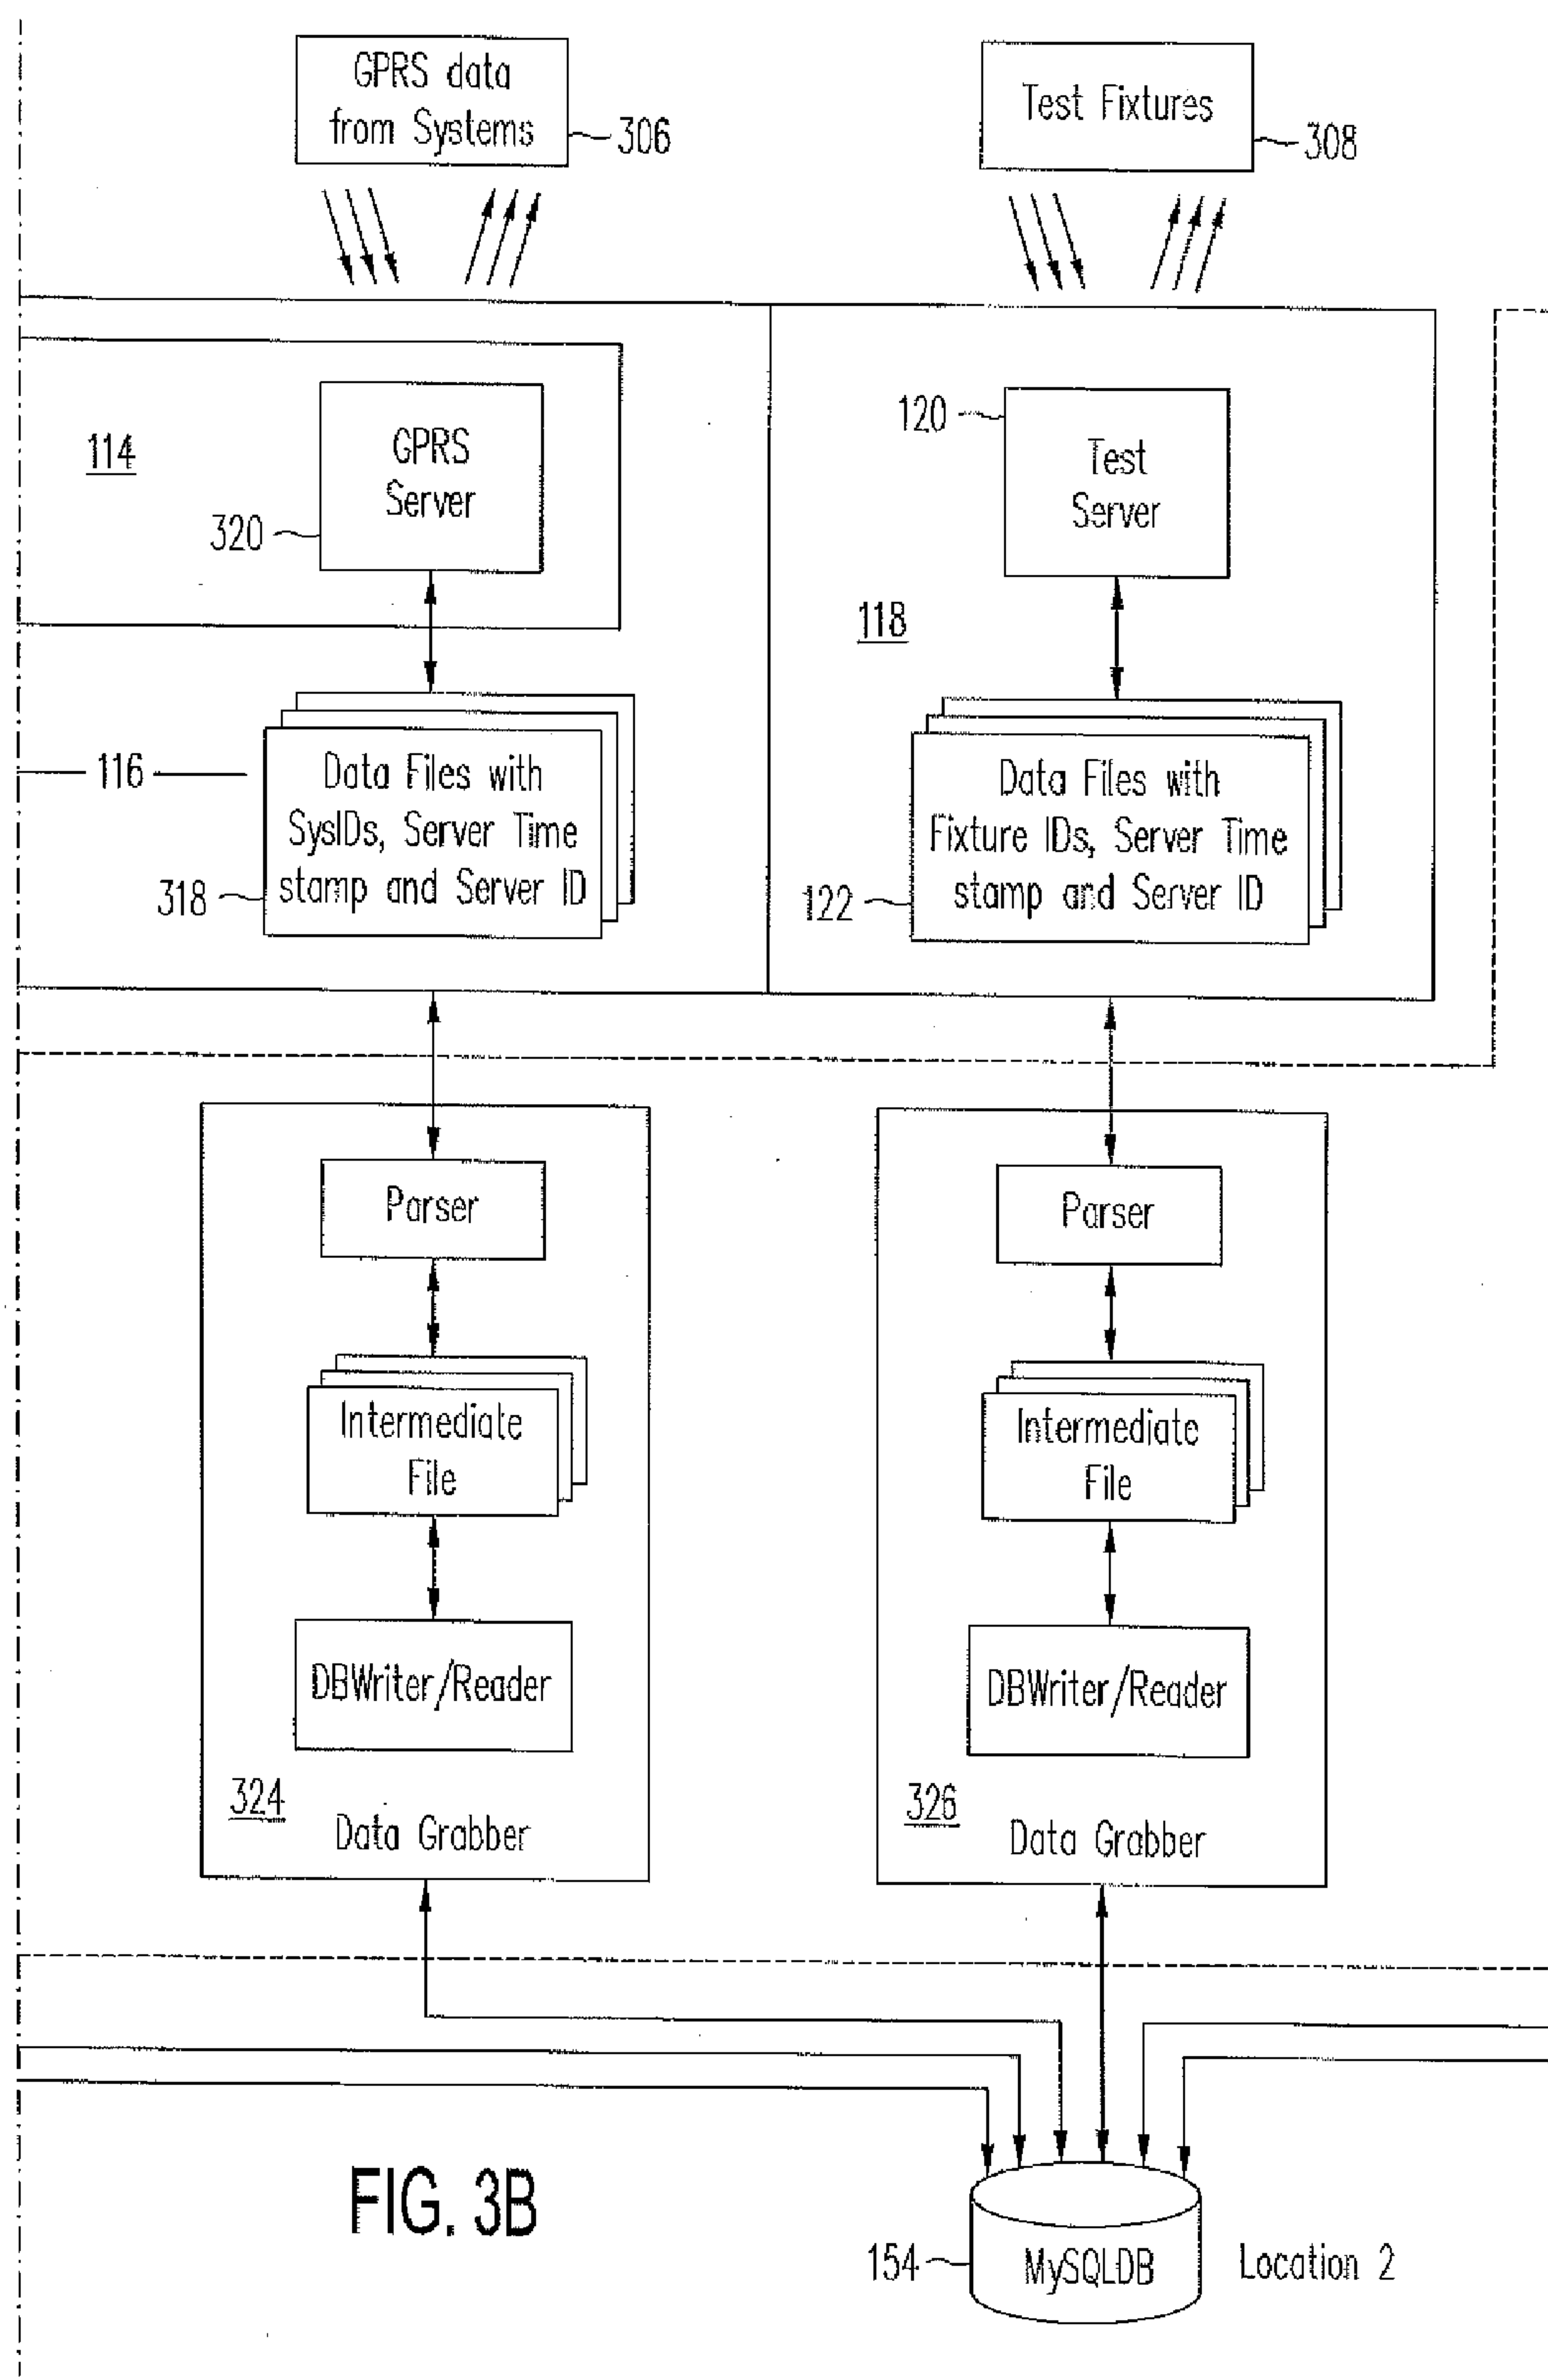 GPRS data
from Systems
306
Test Fixtures
308
114
GPRS
Server
320
120
Test
Server
118
116
Data Files with
SysIDs, Server Time
stamp and Server ID
318
Data Files with
Fixture IDs, Server Time
stamp and Server ID
122
Parser
Intermediate
File
DBWriter/Reader
324
Data Grabber
Parser
Intermediate
File
DBWriter/Reader
326
Data Grabber
FIG. 3B
154
MySQLDB
Location 2